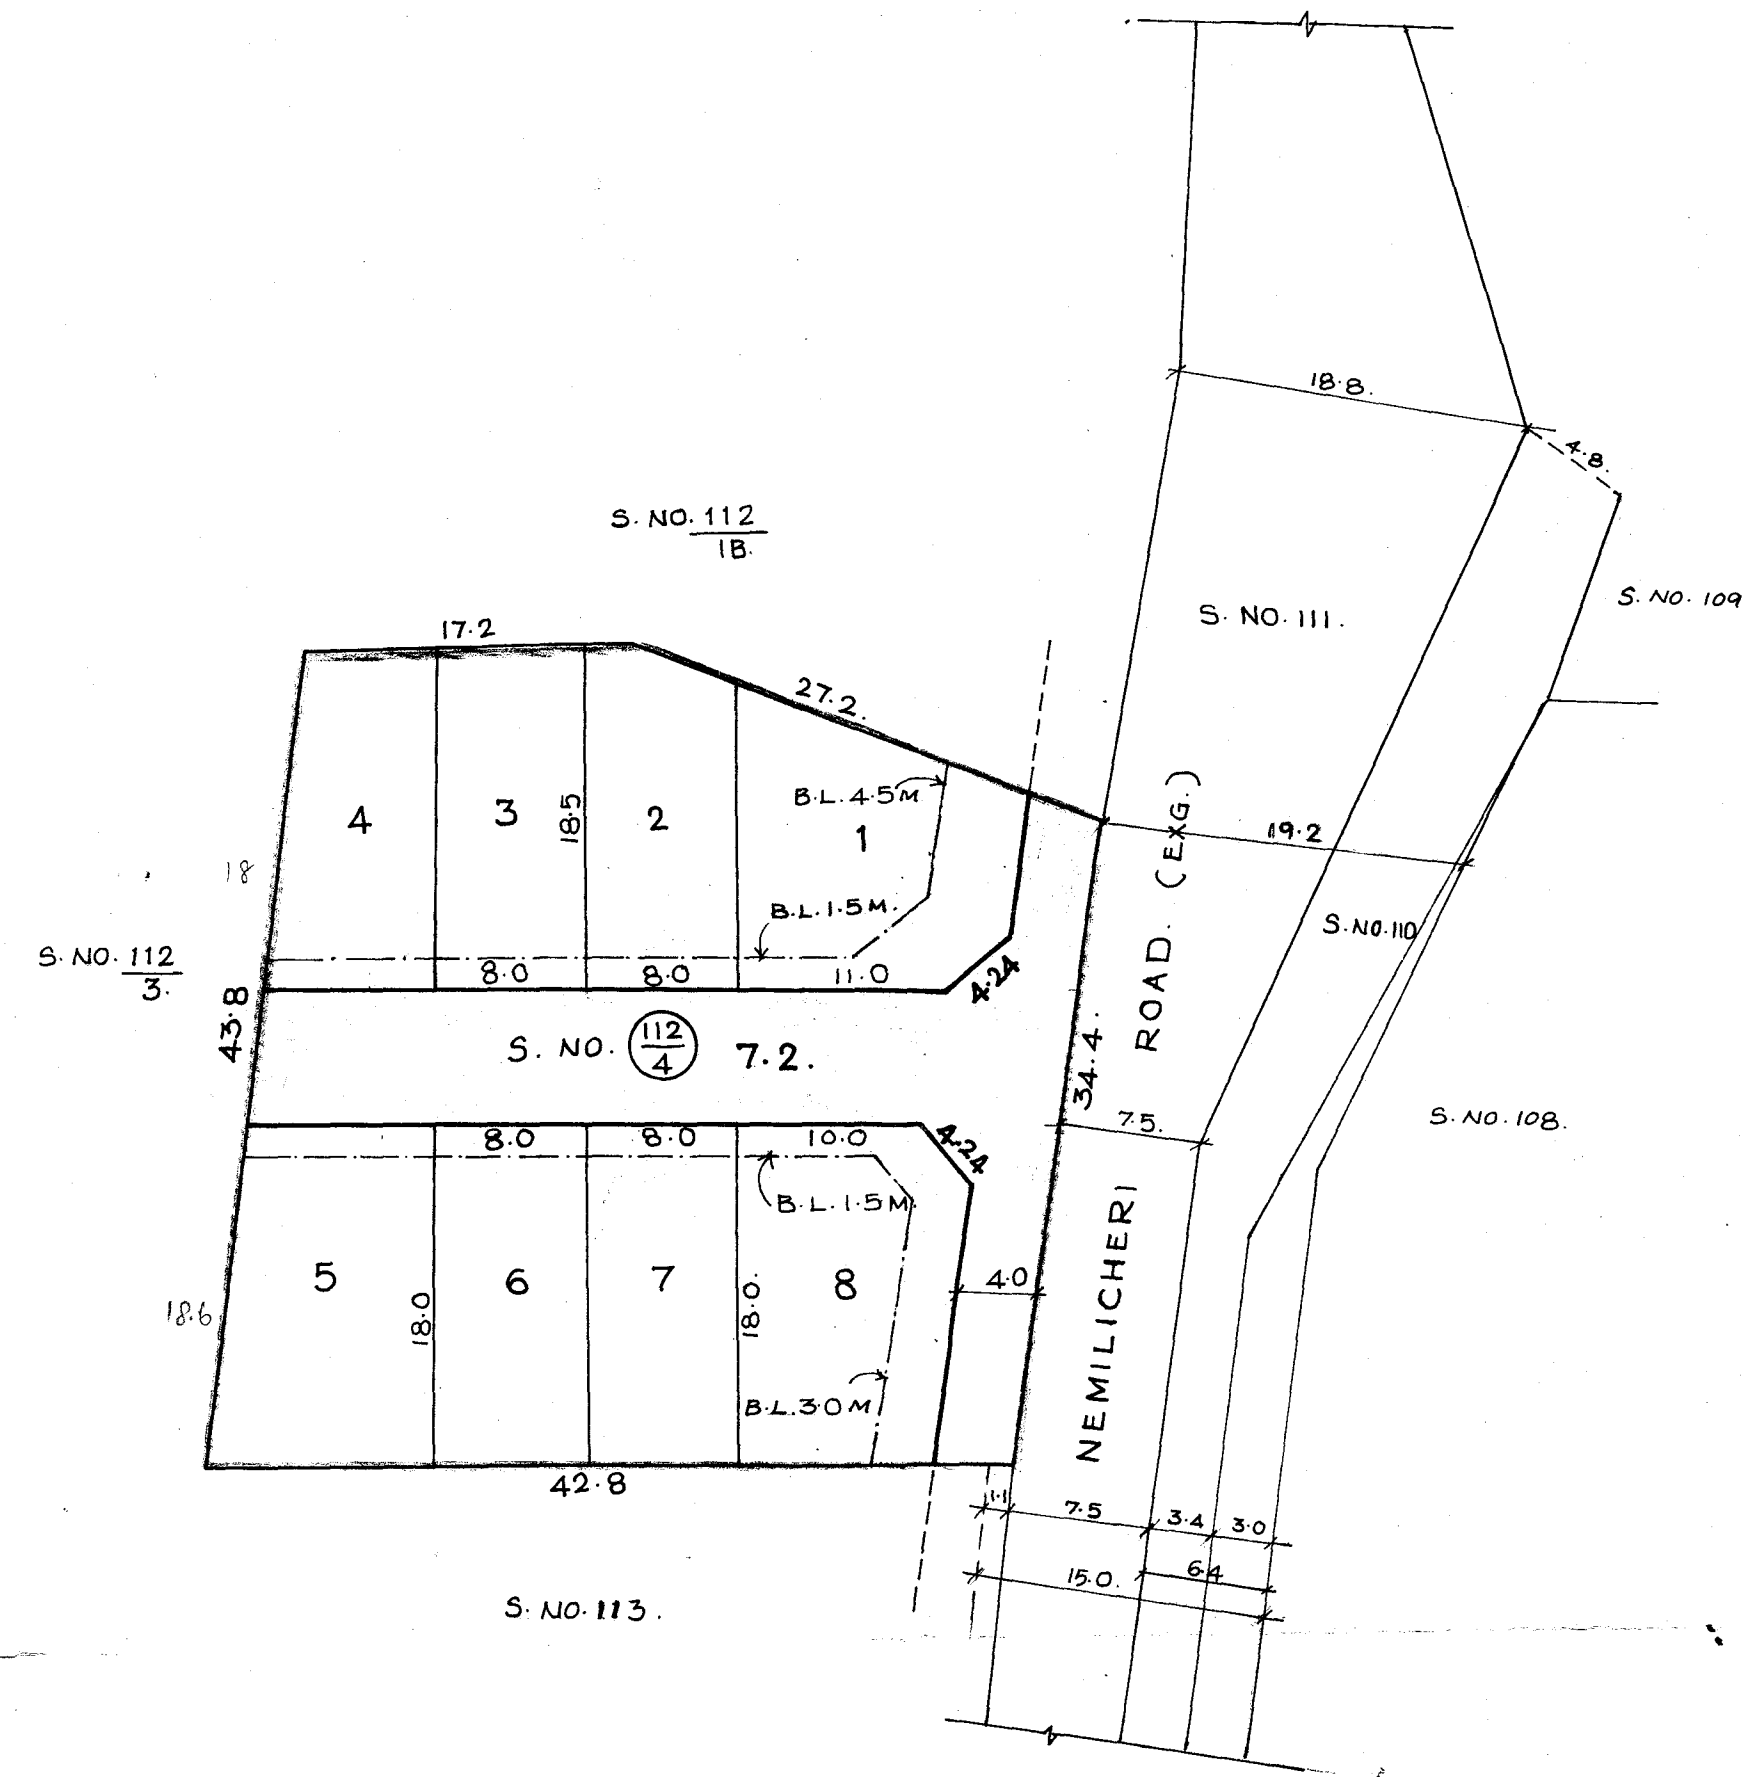 18.8.
4.8.
S. NO. 112
1B.
S. NO. 109
S. NO. 111.
17.2
27.2.
B.L. 4.5 M
4
3
18.5
2
1
19.2
18
B.L. 1.5 M.
S. NO. 110
S. NO. 112
3.
8.0
8.0
11.0
4.24
43.8
S. NO. 112
4
7.2.
34.4.
NEMILICHERI ROAD. (EXG.)
7.5.
S. NO. 108.
8.0
8.0
10.0
4.24
B.L. 1.5 M
5
6
7
8
4.0
18.6
18.0
18.0.
B.L. 3.0 M
42.8
1.1
7.5
3.4
3.0
15.0.
6.4
S. NO. 113.